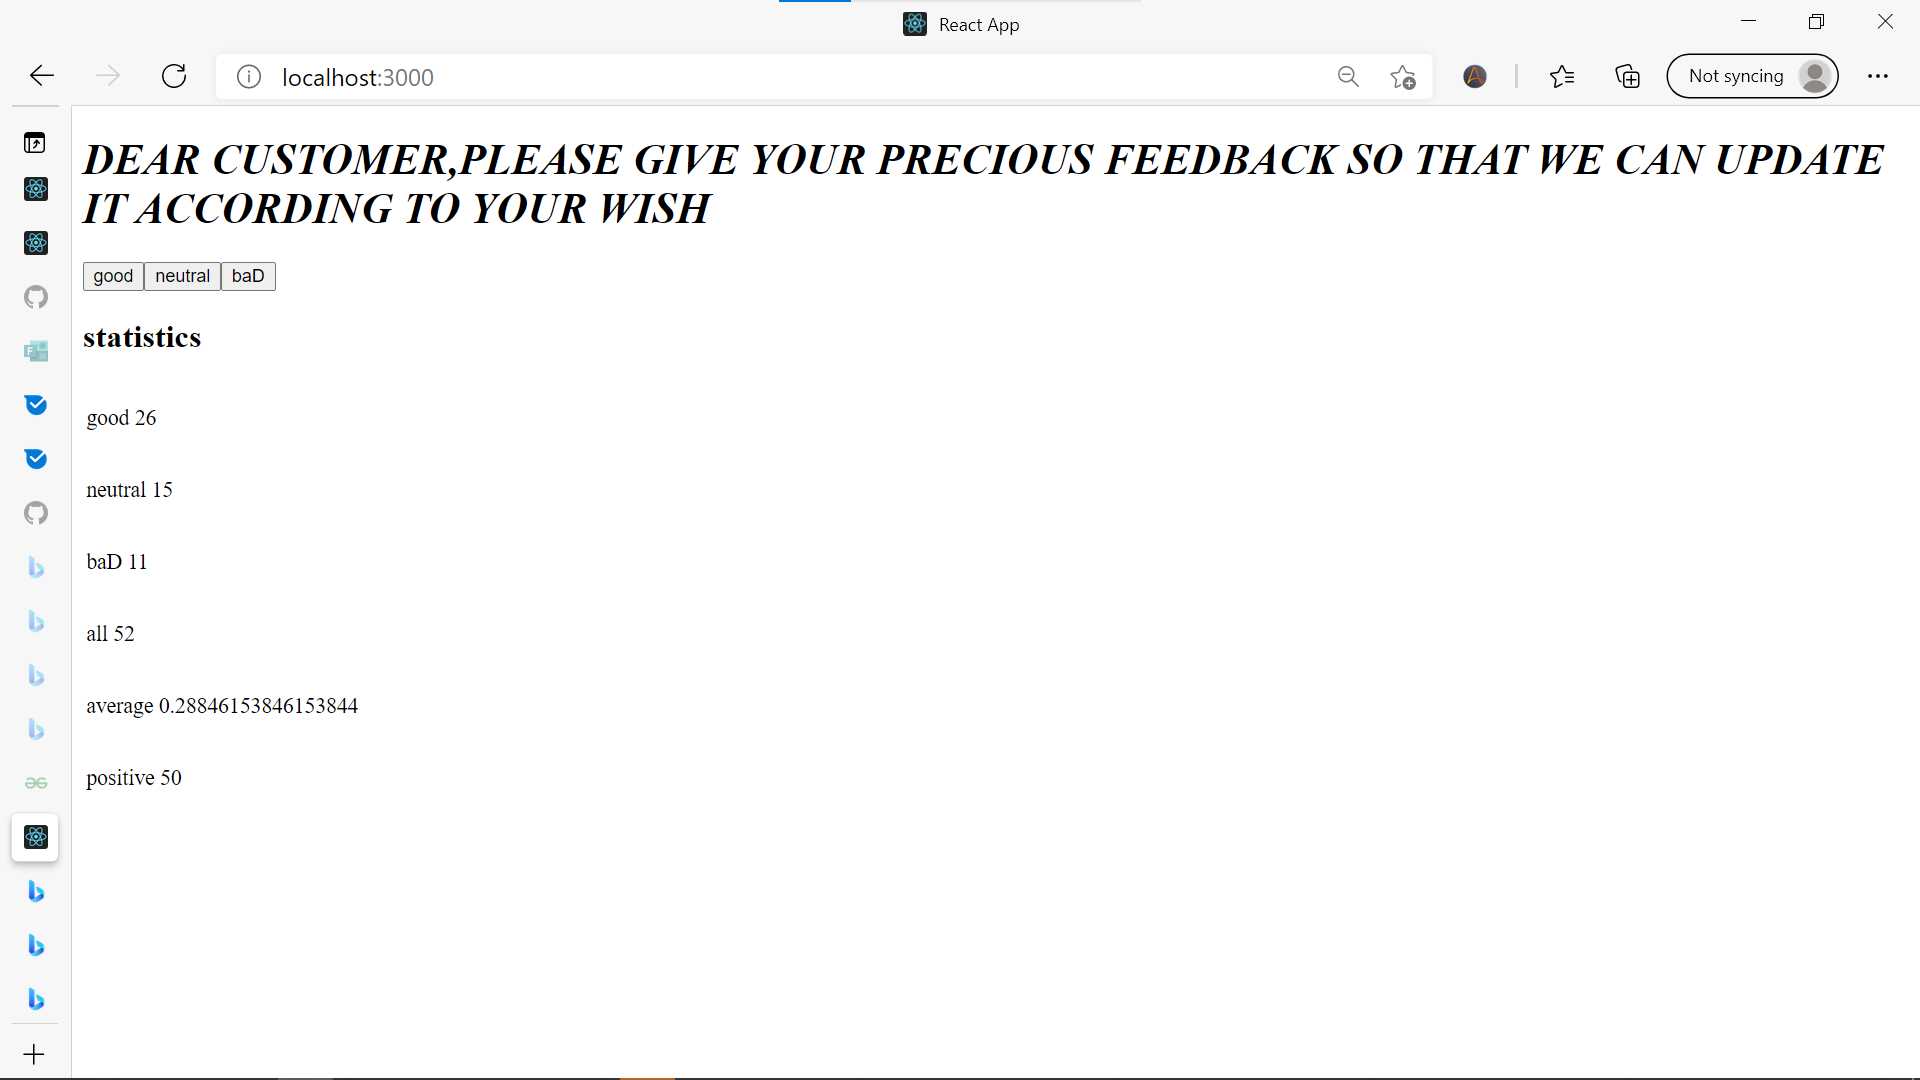 React App
localhost:3000
Not syncing
DEAR CUSTOMER,PLEASE GIVE YOUR PRECIOUS FEEDBACK SO THAT WE CAN UPDATE
IT ACCORDING TO YOUR WISH
good neutral baD
statistics
good 26
neutral 15
baD 11
all 52
average 0.28846153846153844
positive 50